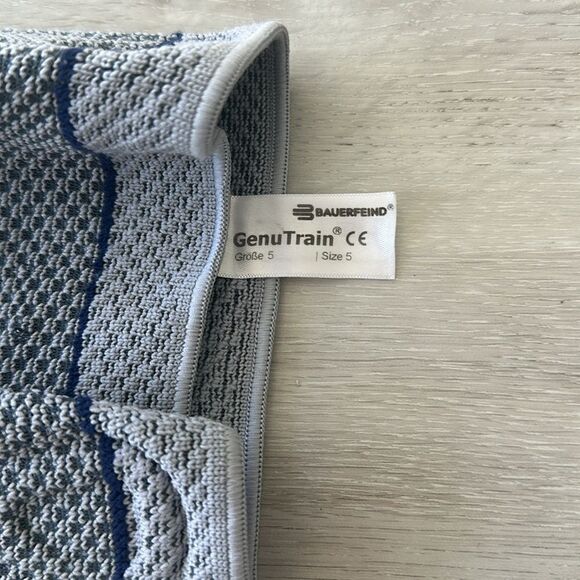 BAUERFEIND®
GenuTrain® CE
Größe 5 | Size 5